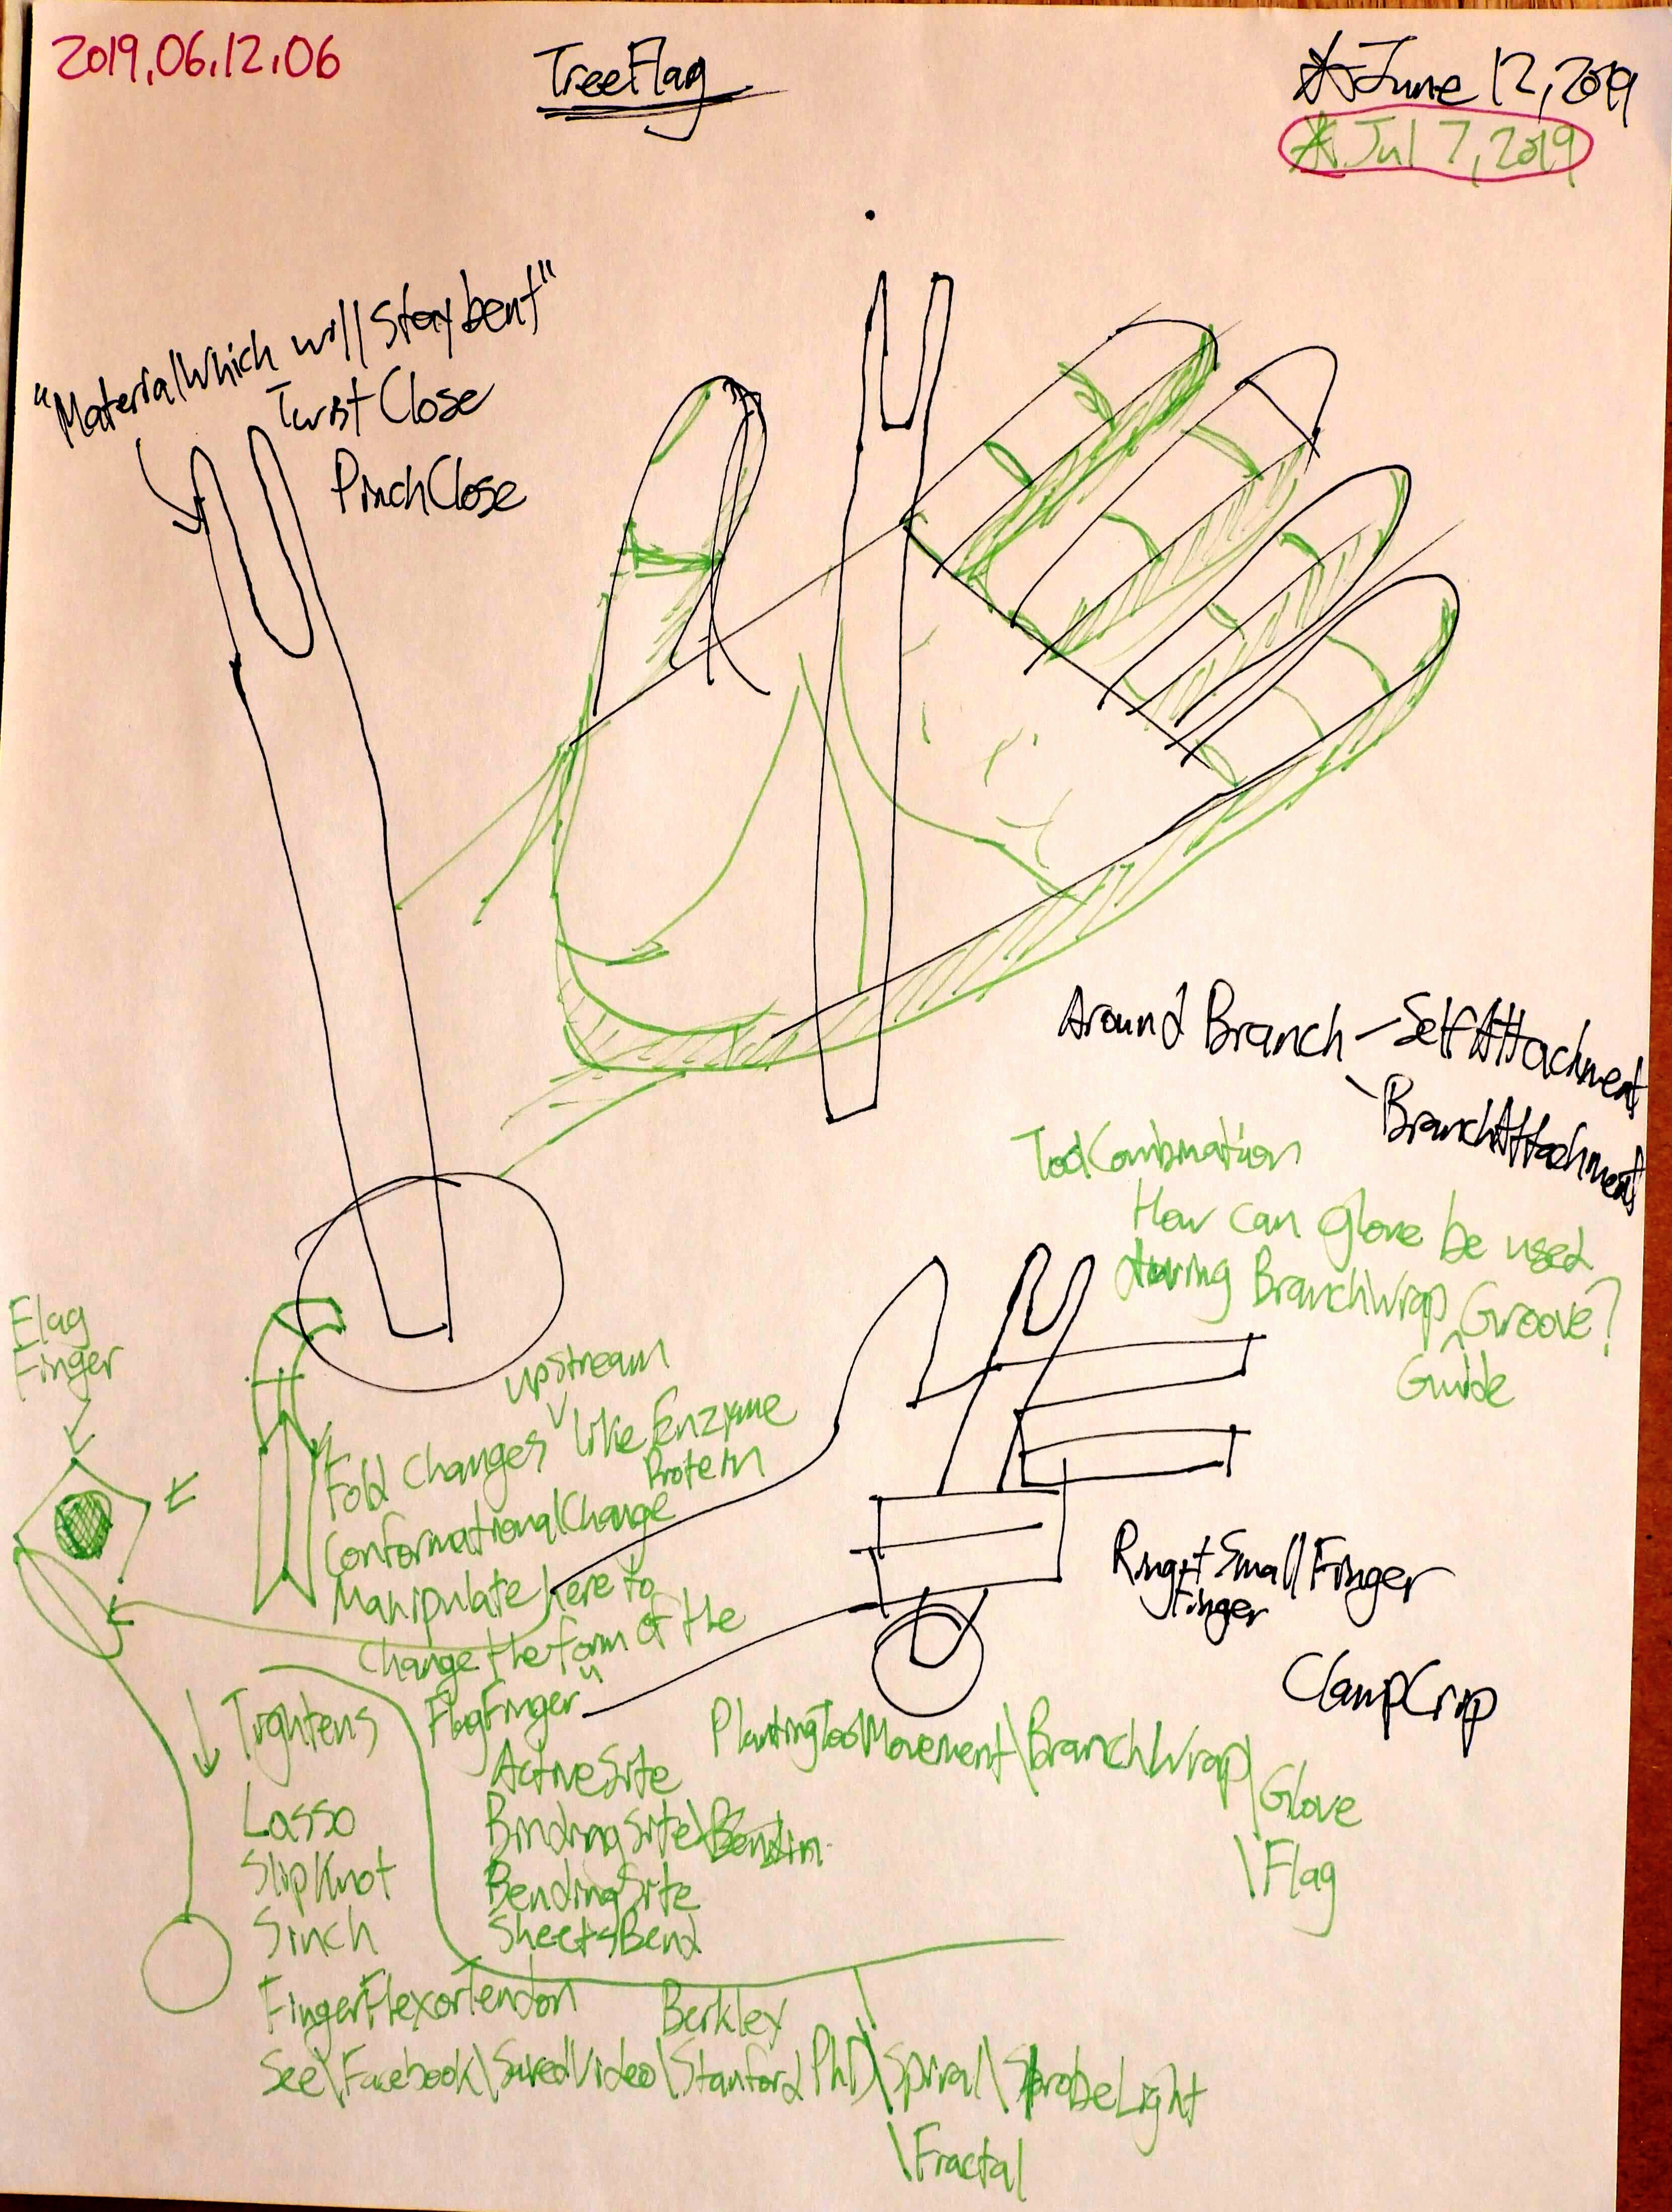 2019.06.12.06
TreeFlag
*June 12, 2019
*Jul 7, 2019
"MaterialWhich will Stay bent"
Twist Close
PinchClose
Around Branch - SelfAttachment
BranchAttachment
ToolCombination
How can glove be used
during BranchWrap Groove?
Guide
Flag
Finger
upstream
Fold Changes like Enzyme
Protein
ConformationalChange
Manipulate here to
Change the form of the
FlagFinger"
Ring + Small Finger
Finger
ClampCrip
Tightens
Lasso
SlipKnot
Sinch
FingerFlexorTendon
ActiveSite
BindingSite\Bendin
BendingSite
SheetsBend
PlantingToolMovement\BranchWrap\
Glove
\Flag
Berkley
See\Facebook\SavedVideo\Stanford PhD\Spiral\StrobeLight
\Fractal